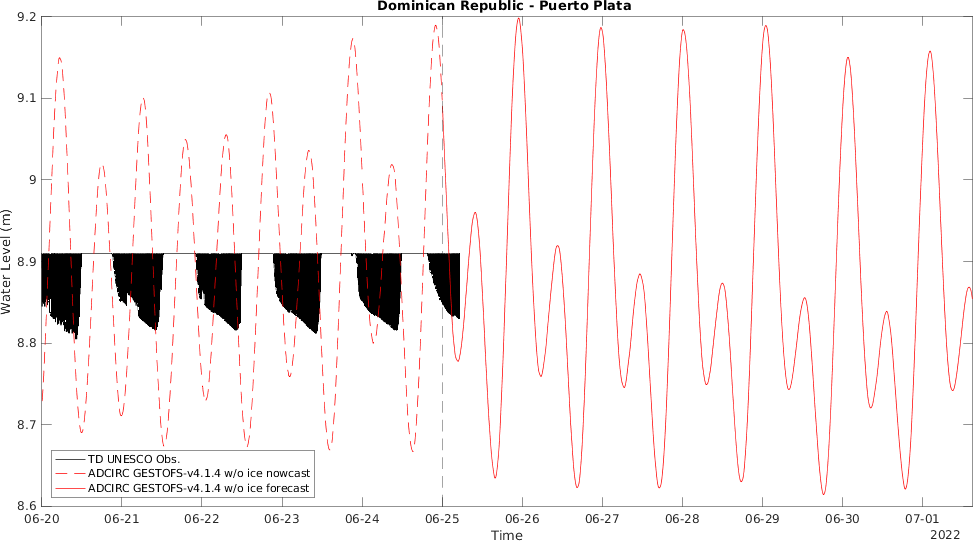 Dominican Republic - Puerto Plata
9.2
9.1
9
8.9
8.8
8.7
8.6
Water Level (m)
TD UNESCO Obs.
ADCIRC GESTOFS-v4.1.4 w/o ice nowcast
ADCIRC GESTOFS-v4.1.4 w/o ice forecast
06-20 06-21 06-22 06-23 06-24 06-25 06-26 06-27 06-28 06-29 06-30 07-01
Time
2022